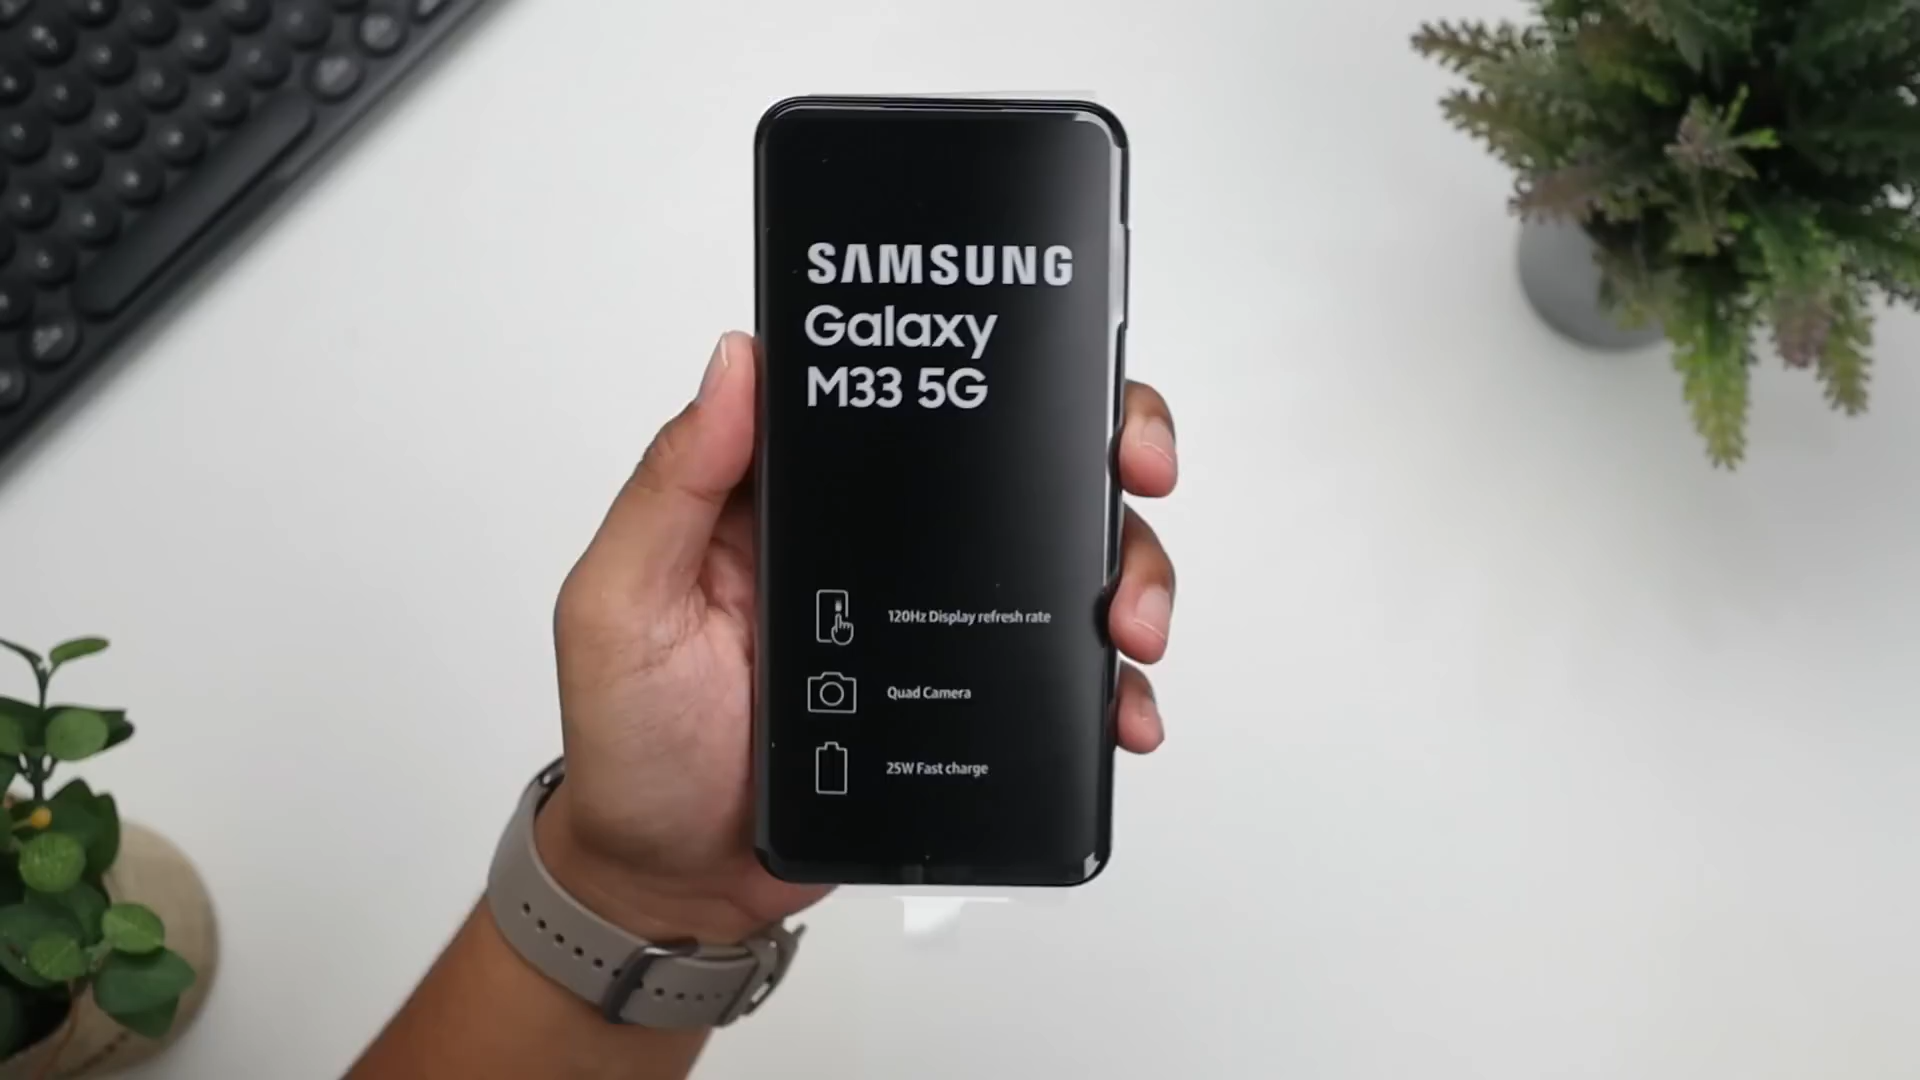 SAMSUNG
Galaxy
M33 5G
120Hz Display refresh rate
Quad Camera
25W Fast charge